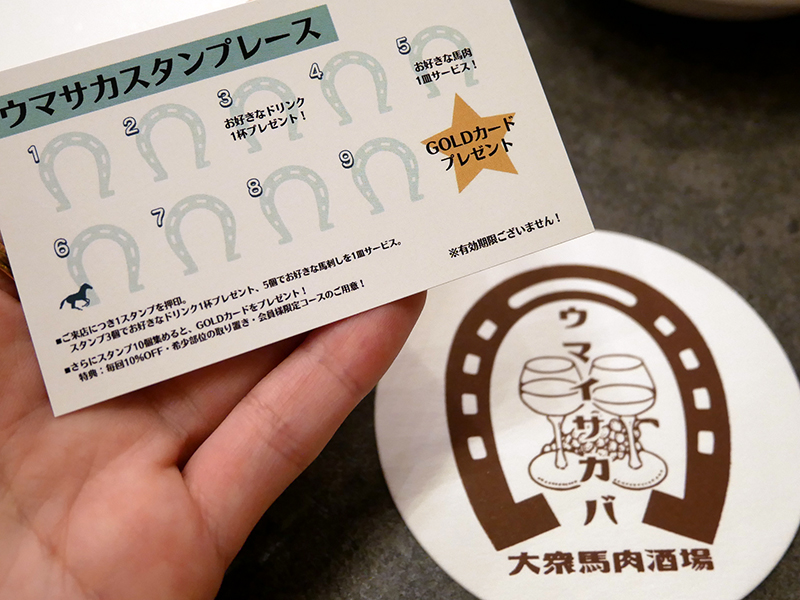 ウマサカスタンプレース
1
2
3
お好きなドリンク
1杯プレゼント！
4
5
お好きな馬肉
1皿サービス！
6
7
8
9
GOLDカード
プレゼント
※有効期限ございません！
■ご来店につき1スタンプを押印。
スタンプ3個でお好きなドリンク1杯プレゼント、5個でお好きな馬刺しを1皿サービス。
■さらにスタンプ10個集めると、GOLDカードをプレゼント！
特典：毎回10%OFF・希少部位の取り置き・会員様限定コースのご用意！
ウマイサカバ
大衆馬肉酒場